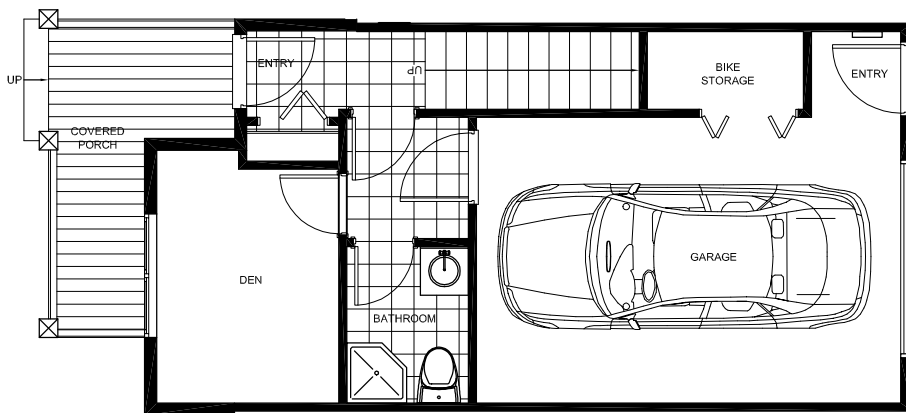 UP
ENTRY
UP
BIKE
STORAGE
ENTRY
COVERED
PORCH
DEN
GARAGE
BATHROOM